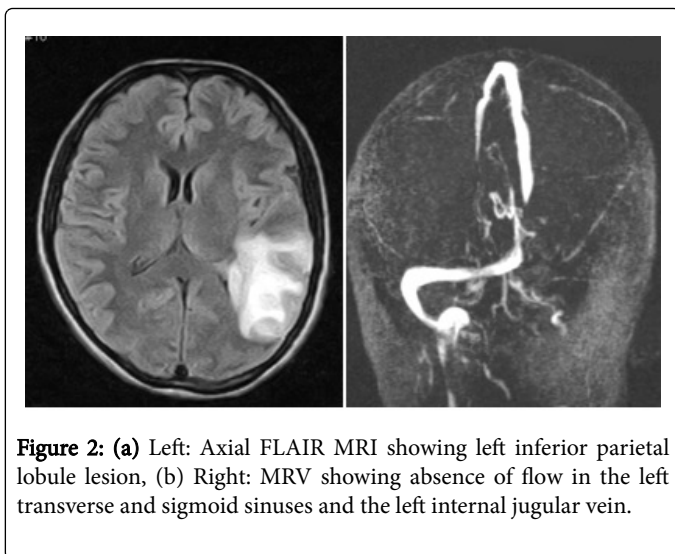 #16
Figure 2: (a) Left: Axial FLAIR MRI showing left inferior parietal
lobule lesion, (b) Right: MRV showing absence of flow in the left
transverse and sigmoid sinuses and the left internal jugular vein.